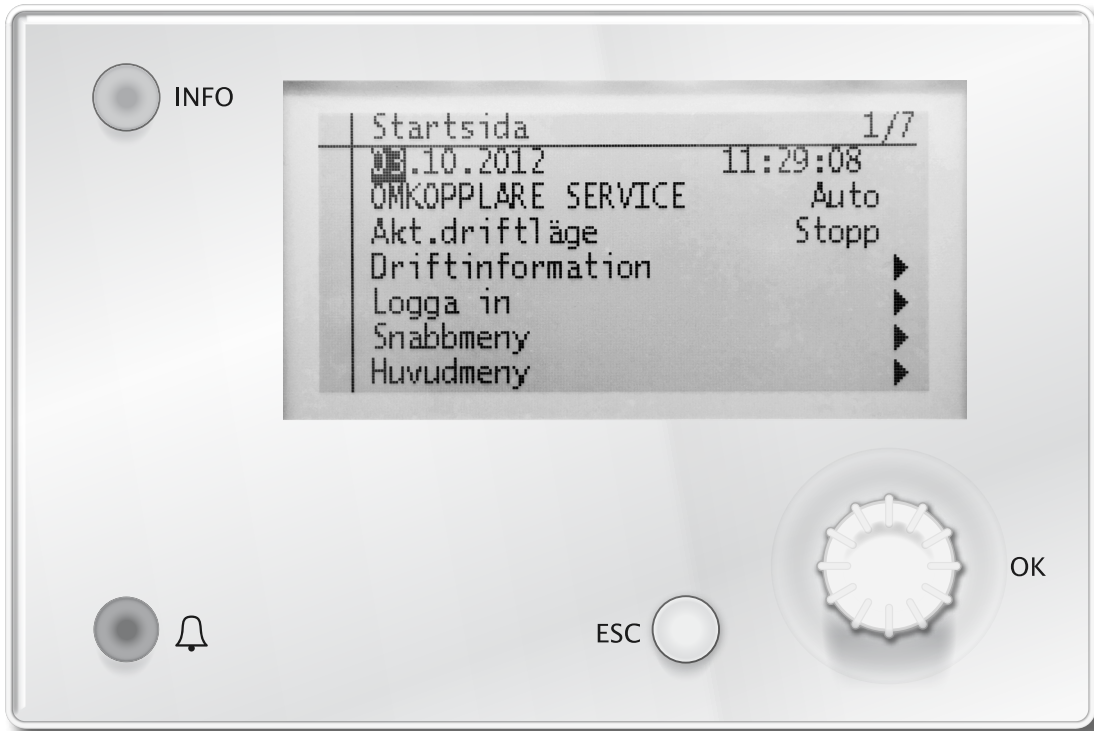 INFO
Startsida 1/7
03.10.2012 11:29:08
OMKOPPLARE SERVICE Auto
Akt.driftläge Stopp
Driftinformation
Logga in
Snabbmeny
Huvudmeny
OK
ESC